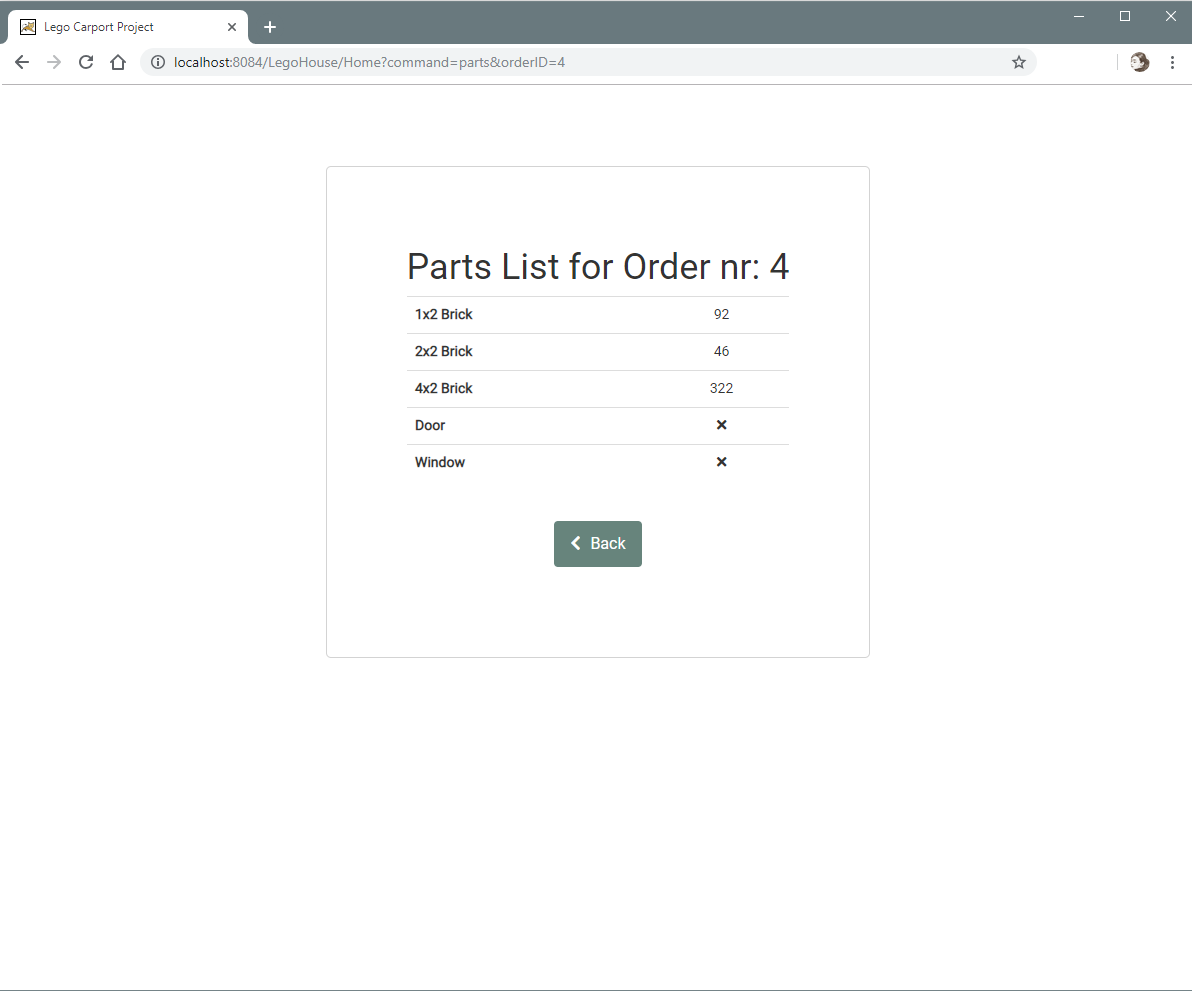 Lego Carport Project
localhost:8084/LegoHouse/Home?command=parts&orderID=4
Parts List for Order nr: 4
1x2 Brick 92
2x2 Brick 46
4x2 Brick 322
Door ×
Window ×
Back